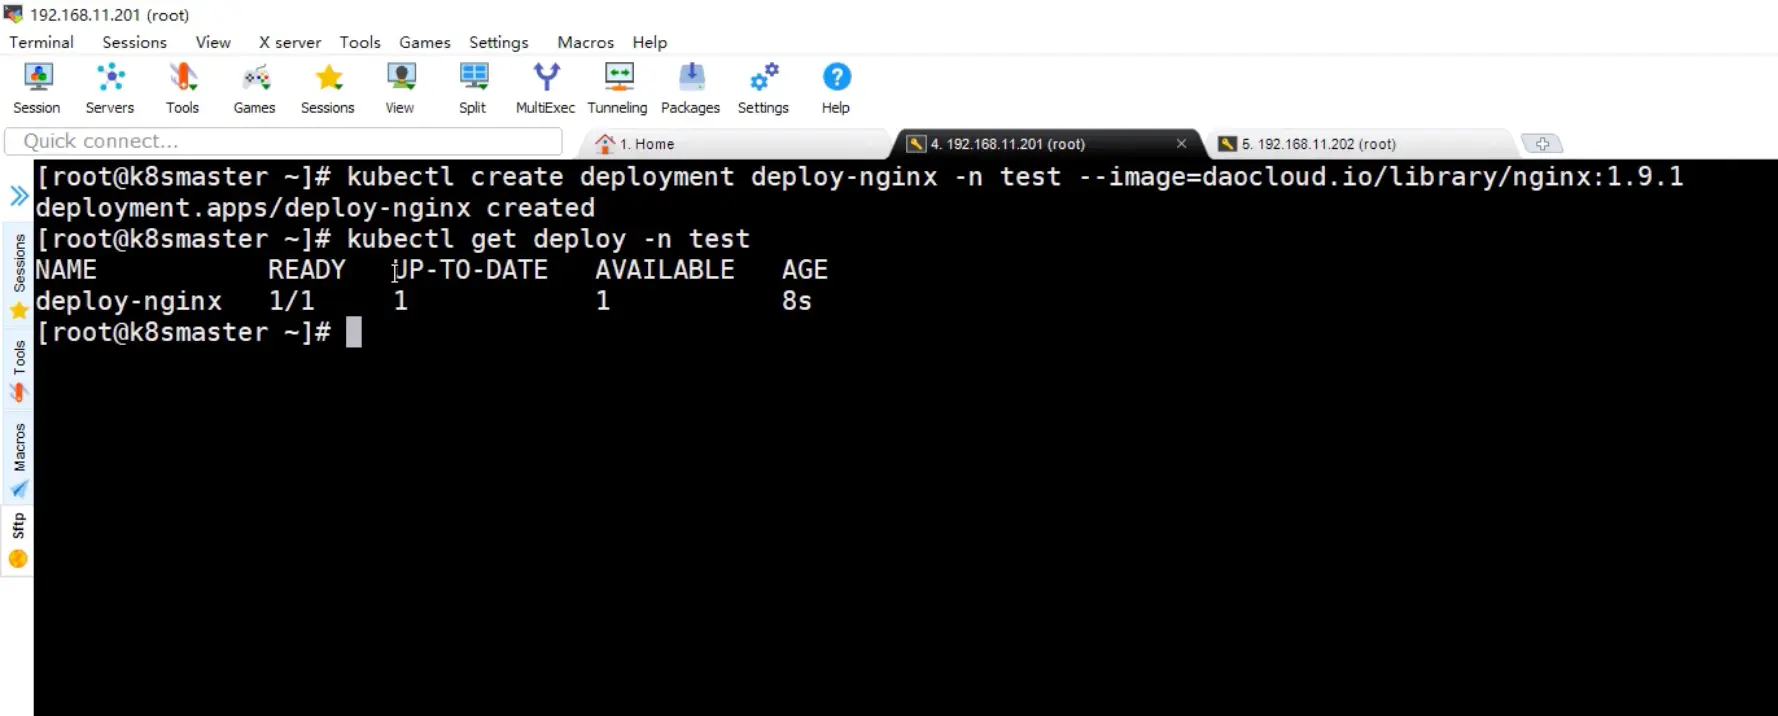 192.168.11.201 (root)
Terminal Sessions View X server Tools Games Settings Macros Help
Session Servers Tools Games Sessions View Split MultiExec Tunneling Packages Settings Help
Quick connect... 1. Home 4. 192.168.11.201 (root) 5. 192.168.11.202 (root)
[root@k8smaster ~]# kubectl create deployment deploy-nginx -n test --image=daocloud.io/library/nginx:1.9.1
deployment.apps/deploy-nginx created
[root@k8smaster ~]# kubectl get deploy -n test
NAME READY UP-TO-DATE AVAILABLE AGE
deploy-nginx 1/1 1 1 8s
[root@k8smaster ~]#
Sessions
Tools
Macros
Sftp